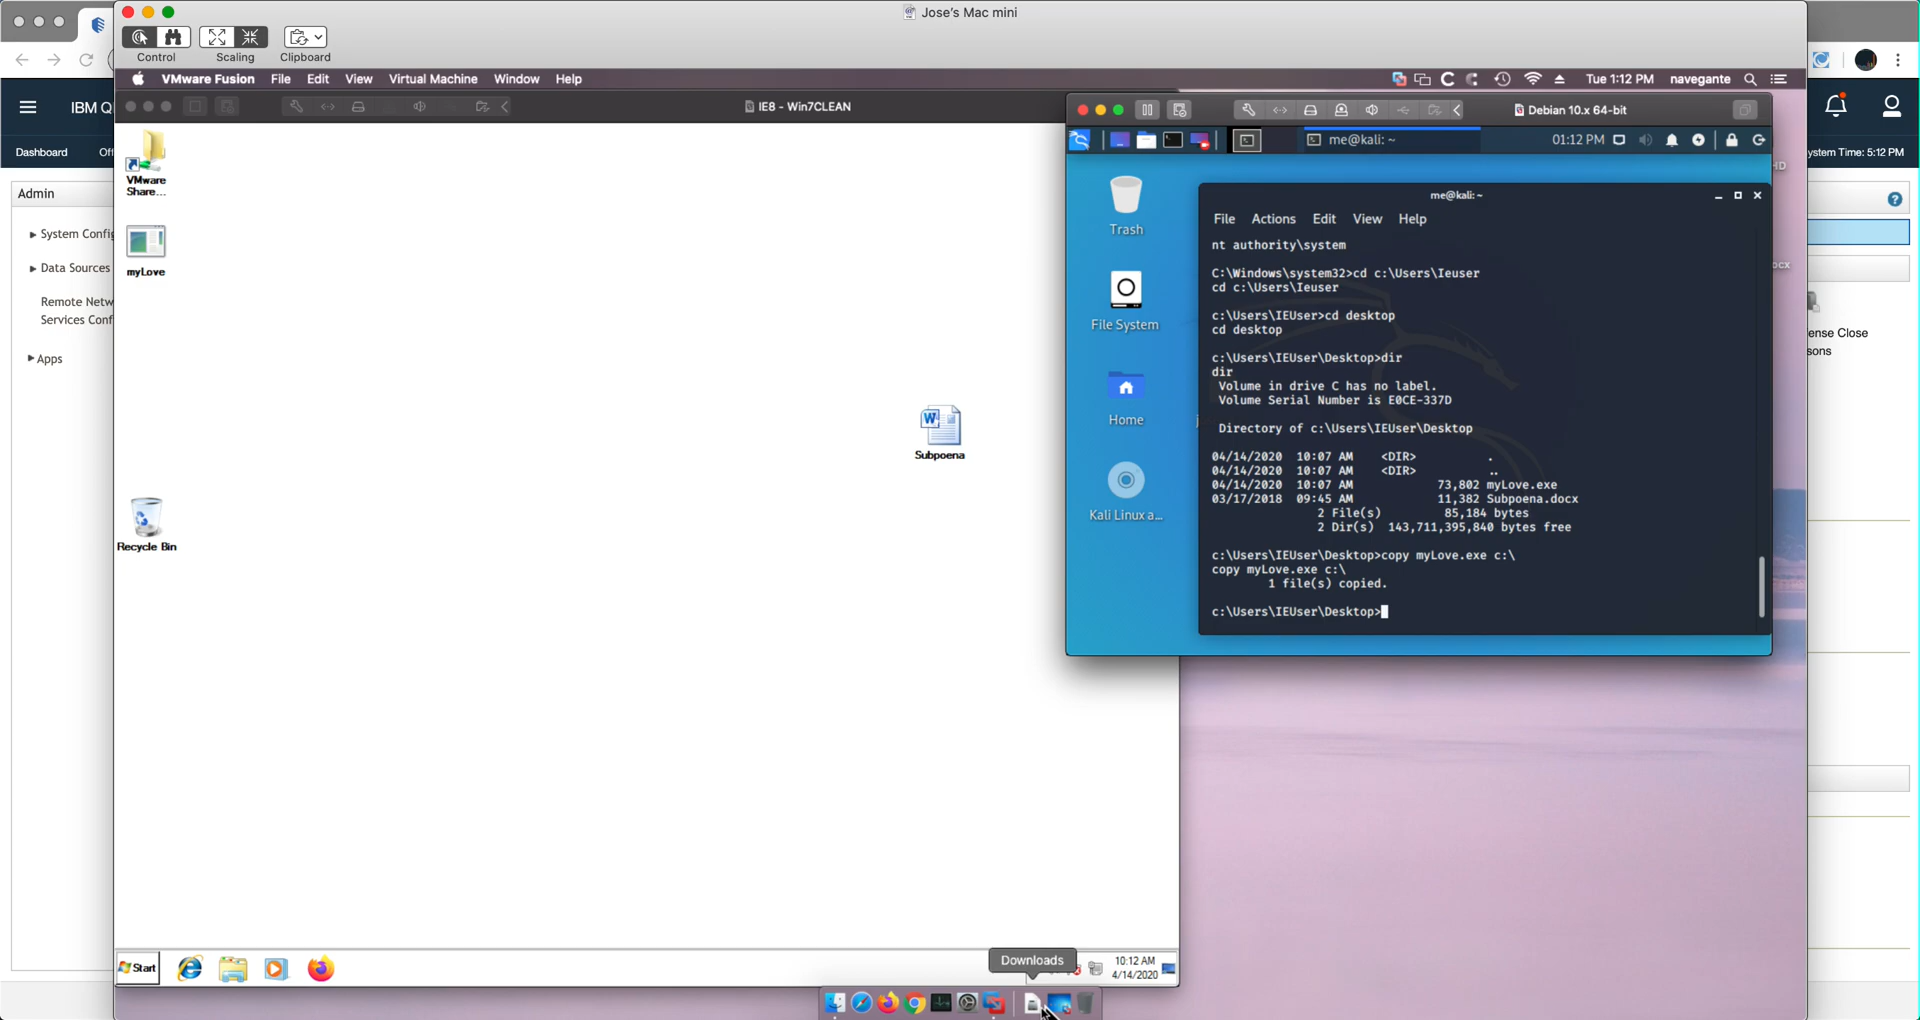 Jose's Mac mini
Control
Scaling
Clipboard
VMware Fusion File Edit View Virtual Machine Window Help
Tue 1:12 PM navegante
IE8 - Win7CLEAN
Debian 10.x 64-bit
IBM Q
Dashboard
Off
ystem Time: 5:12 PM
Admin
System Config
Data Sources
Remote Netw
Services Conf
Apps
VMware
Share...
myLove
Recycle Bin
Subpoena
me@kali: ~
01:12 PM
Trash
File System
Home
Kali Linux a...
me@kali: ~
File Actions Edit View Help
nt authority\system
C:\Windows\system32>cd c:\Users\Ieuser
cd c:\Users\Ieuser
c:\Users\IEUser>cd desktop
cd desktop
c:\Users\IEUser\Desktop>dir
dir
Volume in drive C has no label.
Volume Serial Number is E0CE-337D
Directory of c:\Users\IEUser\Desktop
04/14/2020 10:07 AM <DIR> .
04/14/2020 10:07 AM <DIR> ..
04/14/2020 10:07 AM 73,802 myLove.exe
03/17/2018 09:45 AM 11,382 Subpoena.docx
2 File(s) 85,184 bytes
2 Dir(s) 143,711,395,840 bytes free
c:\Users\IEUser\Desktop>copy myLove.exe c:\
copy myLove.exe c:\
1 file(s) copied.
c:\Users\IEUser\Desktop>
HD
ocx
ense Close
sons
Start
Downloads
10:12 AM
4/14/2020